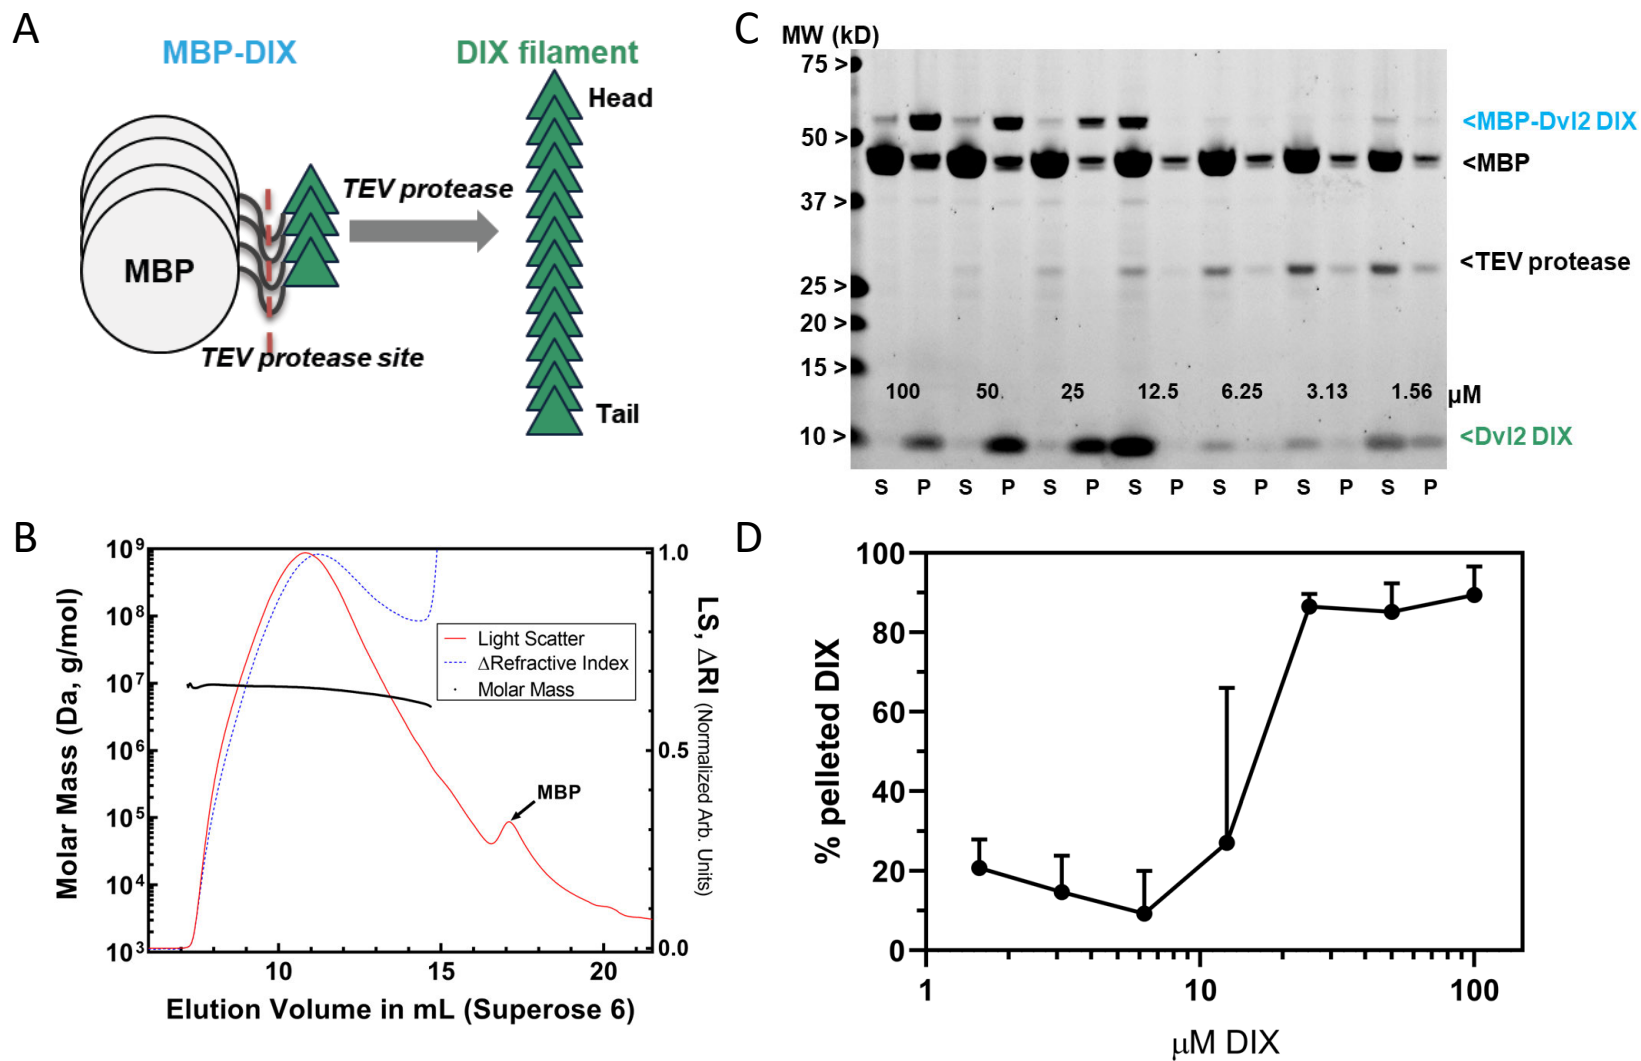 A
MBP-DIX
DIX filament
Head
TEV protease
MBP
TEV protease site
Tail
B
10⁹
10⁸
10⁷
10⁶
10⁵
10⁴
10³
Molar Mass (Da, g/mol)
1.0
0.5
0.0
LS, ΔRI (Normalized Arb. Units)
Light Scatter
ΔRefractive Index
Molar Mass
MBP
10
15
20
Elution Volume in mL (Superose 6)
C
MW (kD)
75 >
50 >
37 >
25 >
20 >
15 >
10 >
<MBP-Dvl2 DIX
<MBP
<TEV protease
100 50. 25 12.5 6.25 3.13 1.56 µM
<Dvl2 DIX
S P S P S P S P S P S P S P
D
100
80
60
40
20
0
% pelleted DIX
1
10
100
µM DIX